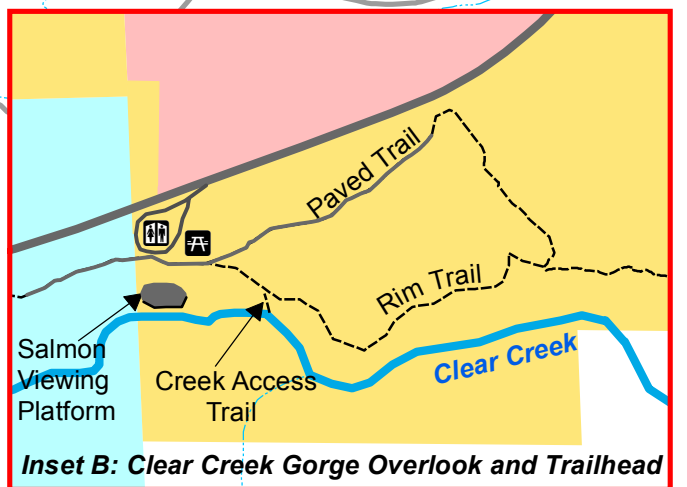 Paved Trail
Rim Trail
Salmon
Viewing
Platform
Creek Access
Trail
Clear Creek
Inset B: Clear Creek Gorge Overlook and Trailhead